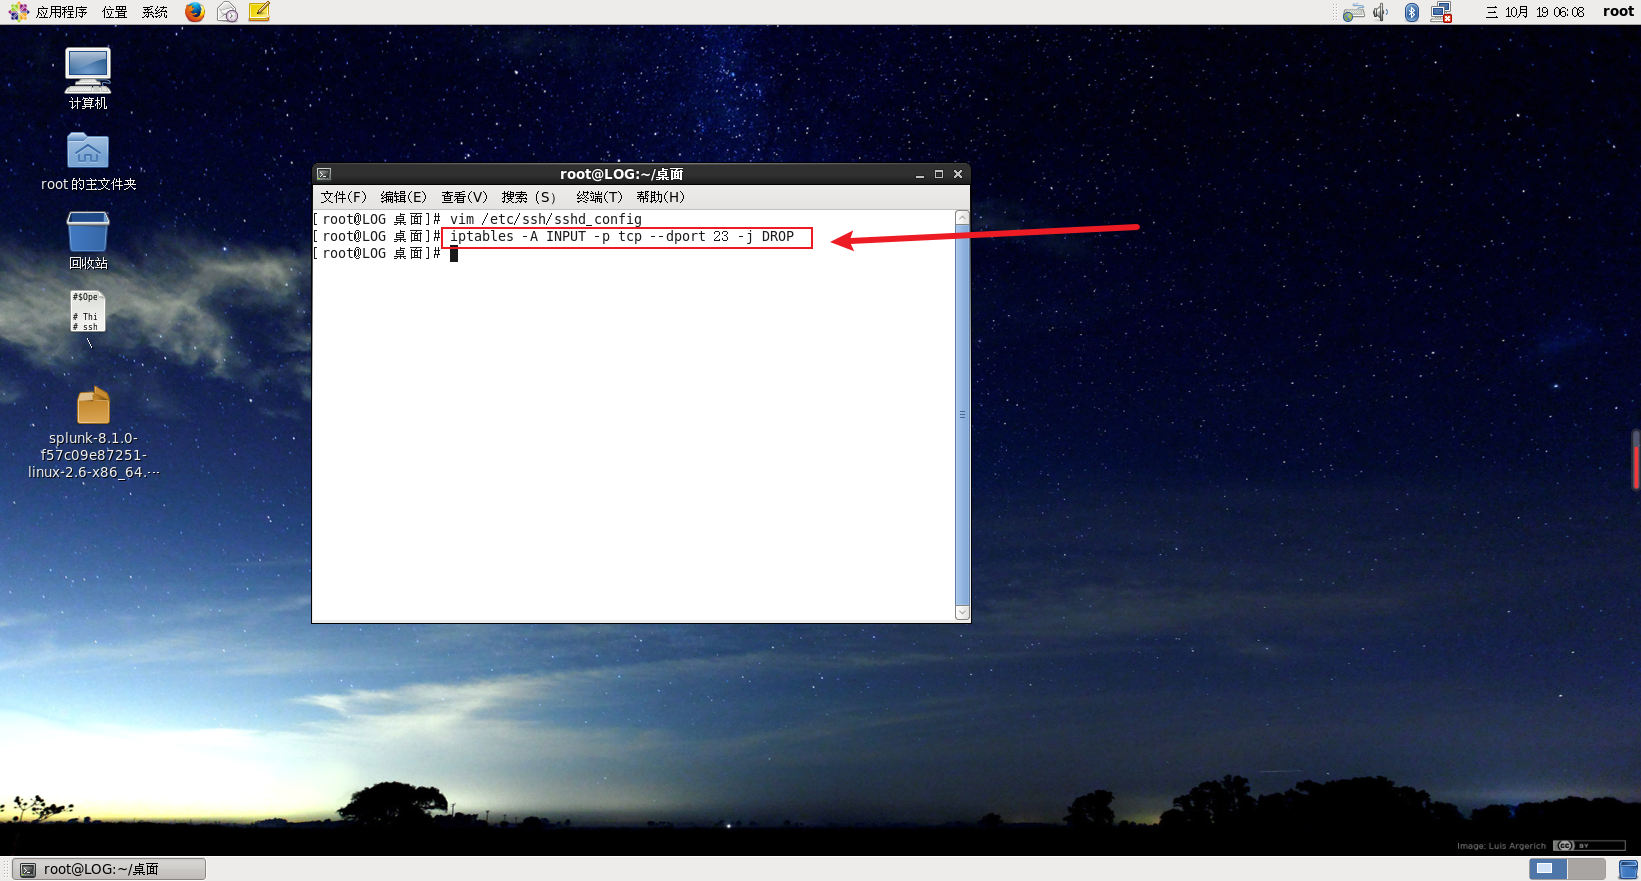 应用程序 位置 系统
三 10月 19 06:08 root
计算机
root 的主文件夹
回收站
#$Ope
# Thi
# ssh
\
splunk-8.1.0-
f57c09e87251-
linux-2.6-x86_64.…
root@LOG:~/桌面
文件(F) 编辑(E) 查看(V) 搜索 (S) 终端(T) 帮助(H)
[root@LOG 桌面]# vim /etc/ssh/sshd_config
[root@LOG 桌面]# iptables -A INPUT -p tcp --dport 23 -j DROP
[root@LOG 桌面]#
Image: Luis Argerich
cc BY
root@LOG:~/桌面